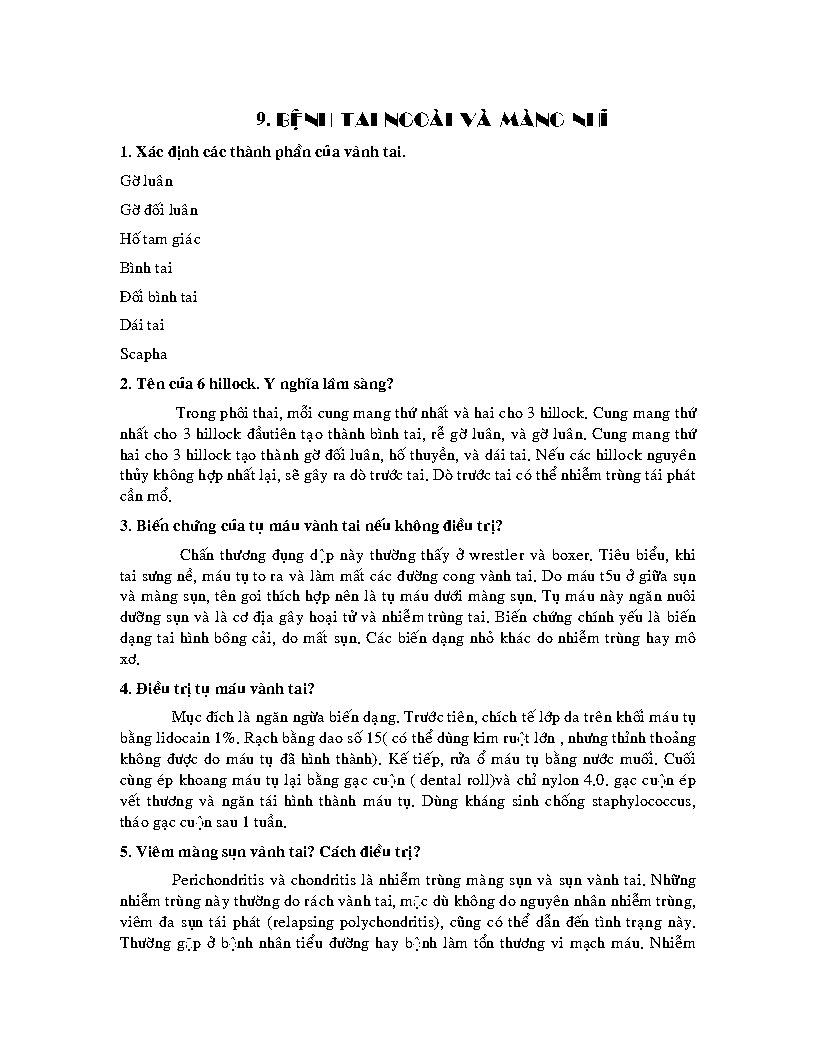 9. BỆNH TAI NGOÀI VÀ MÀNG NHĨ
1. Xác định các thành phần của vành tai.
Gờ luân
Gờ đối luân
Hố tam giác
Bình tai
Đối bình tai
Dái tai
Scapha
2. Tên của 6 hillock. Y nghĩa lâm sàng?
Trong phôi thai, mỗi cung mang thứ nhất và hai cho 3 hillock. Cung mang thứ
nhất cho 3 hillock đầutiên tạo thành bình tai, rễ gờ luân, và gờ luân. Cung mang thứ
hai cho 3 hillock tạo thành gờ đối luân, hố thuyền, và dái tai. Nếu các hillock nguyên
thủy không hợp nhất lại, sẽ gây ra dò trước tai. Dò trước tai có thể nhiễm trùng tái phát
cần mổ.
3. Biến chứng của tụ máu vành tai nếu không điều trị?
Chấn thương đụng dập này thường thấy ở wrestler và boxer. Tiêu biểu, khi
tai sưng nề, máu tụ to ra và làm mất các đường cong vành tai. Do máu t5u ở giữa sụn
và màng sụn, tên goi thích hợp nên là tụ máu dưới màng sụn. Tụ máu này ngăn nuôi
dưỡng sụn và là cơ địa gây hoại tử và nhiễm trùng tai. Biến chứng chính yếu là biến
dạng tai hình bông cải, do mất sụn. Các biến dạng nhỏ khác do nhiễm trùng hay mô
xơ.
4. Điều trị tụ máu vành tai?
Mục đích là ngăn ngừa biến dạng. Trước tiên, chích tế lớp da trên khối máu tụ
bằng lidocain 1%. Rạch bằng dao số 15( có thể dùng kim ruột lớn , nhưng thỉnh thoảng
không được do máu tụ đã hình thành). Kế tiếp, rửa ổ máu tụ bằng nước muối. Cuối
cùng ép khoang máu tụ lại bằng gạc cuộn ( dental roll)và chỉ nylon 4.0. gạc cuộn ép
vết thương và ngăn tái hình thành máu tụ. Dùng kháng sinh chống staphylococcus,
tháo gạc cuộn sau 1 tuần.
5. Viêm màng sụn vành tai? Cách điều trị?
Perichondritis và chondritis là nhiễm trùng màng sụn và sụn vành tai. Những
nhiễm trùng này thường do rách vành tai, mặc dù không do nguyên nhân nhiễm trùng,
viêm đa sụn tái phát (relapsing polychondritis), cũng có thể dẫn đến tình trạng này.
Thường gặp ở bệnh nhân tiểu đường hay bệnh làm tổn thương vi mạch máu. Nhiễm